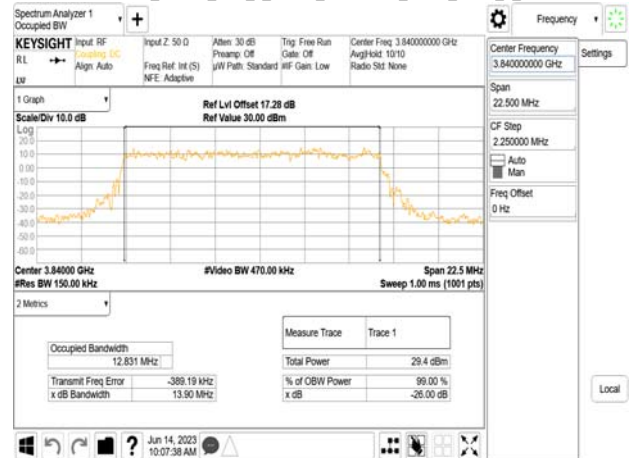 Spectrum Analyzer 1
Occupied BW
Frequency
KEYSIGHT
RL
LV
Input: RF
Coupling: DC
Align: Auto
Input Z: 50 Ω
Freq Ref: Int (S)
NFE: Adaptive
Atten: 30 dB
Preamp: Off
µW Path: Standard
Trig: Free Run
Gate: Off
#IF Gain: Low
Center Freq: 3.840000000 GHz
Avg|Hold: 10/10
Radio Std: None
Center Frequency
3.840000000 GHz
Settings
Span
22.500 MHz
CF Step
2.250000 MHz
Auto
Man
Freq Offset
0 Hz
Local
1 Graph
Scale/Div 10.0 dB
Ref Lvl Offset 17.28 dB
Ref Value 30.00 dBm
Log
20.0
10.0
0.00
-10.0
-20.0
-30.0
-40.0
-50.0
-60.0
Center 3.84000 GHz
#Video BW 470.00 kHz
Span 22.5 MHz
#Res BW 150.00 kHz
Sweep 1.00 ms (1001 pts)
2 Metrics
Measure Trace Trace 1
Occupied Bandwidth
12.831 MHz
Total Power 29.4 dBm
Transmit Freq Error -389.19 kHz
% of OBW Power 99.00 %
x dB Bandwidth 13.90 MHz
x dB -26.00 dB
Jun 14, 2023
10:07:38 AM